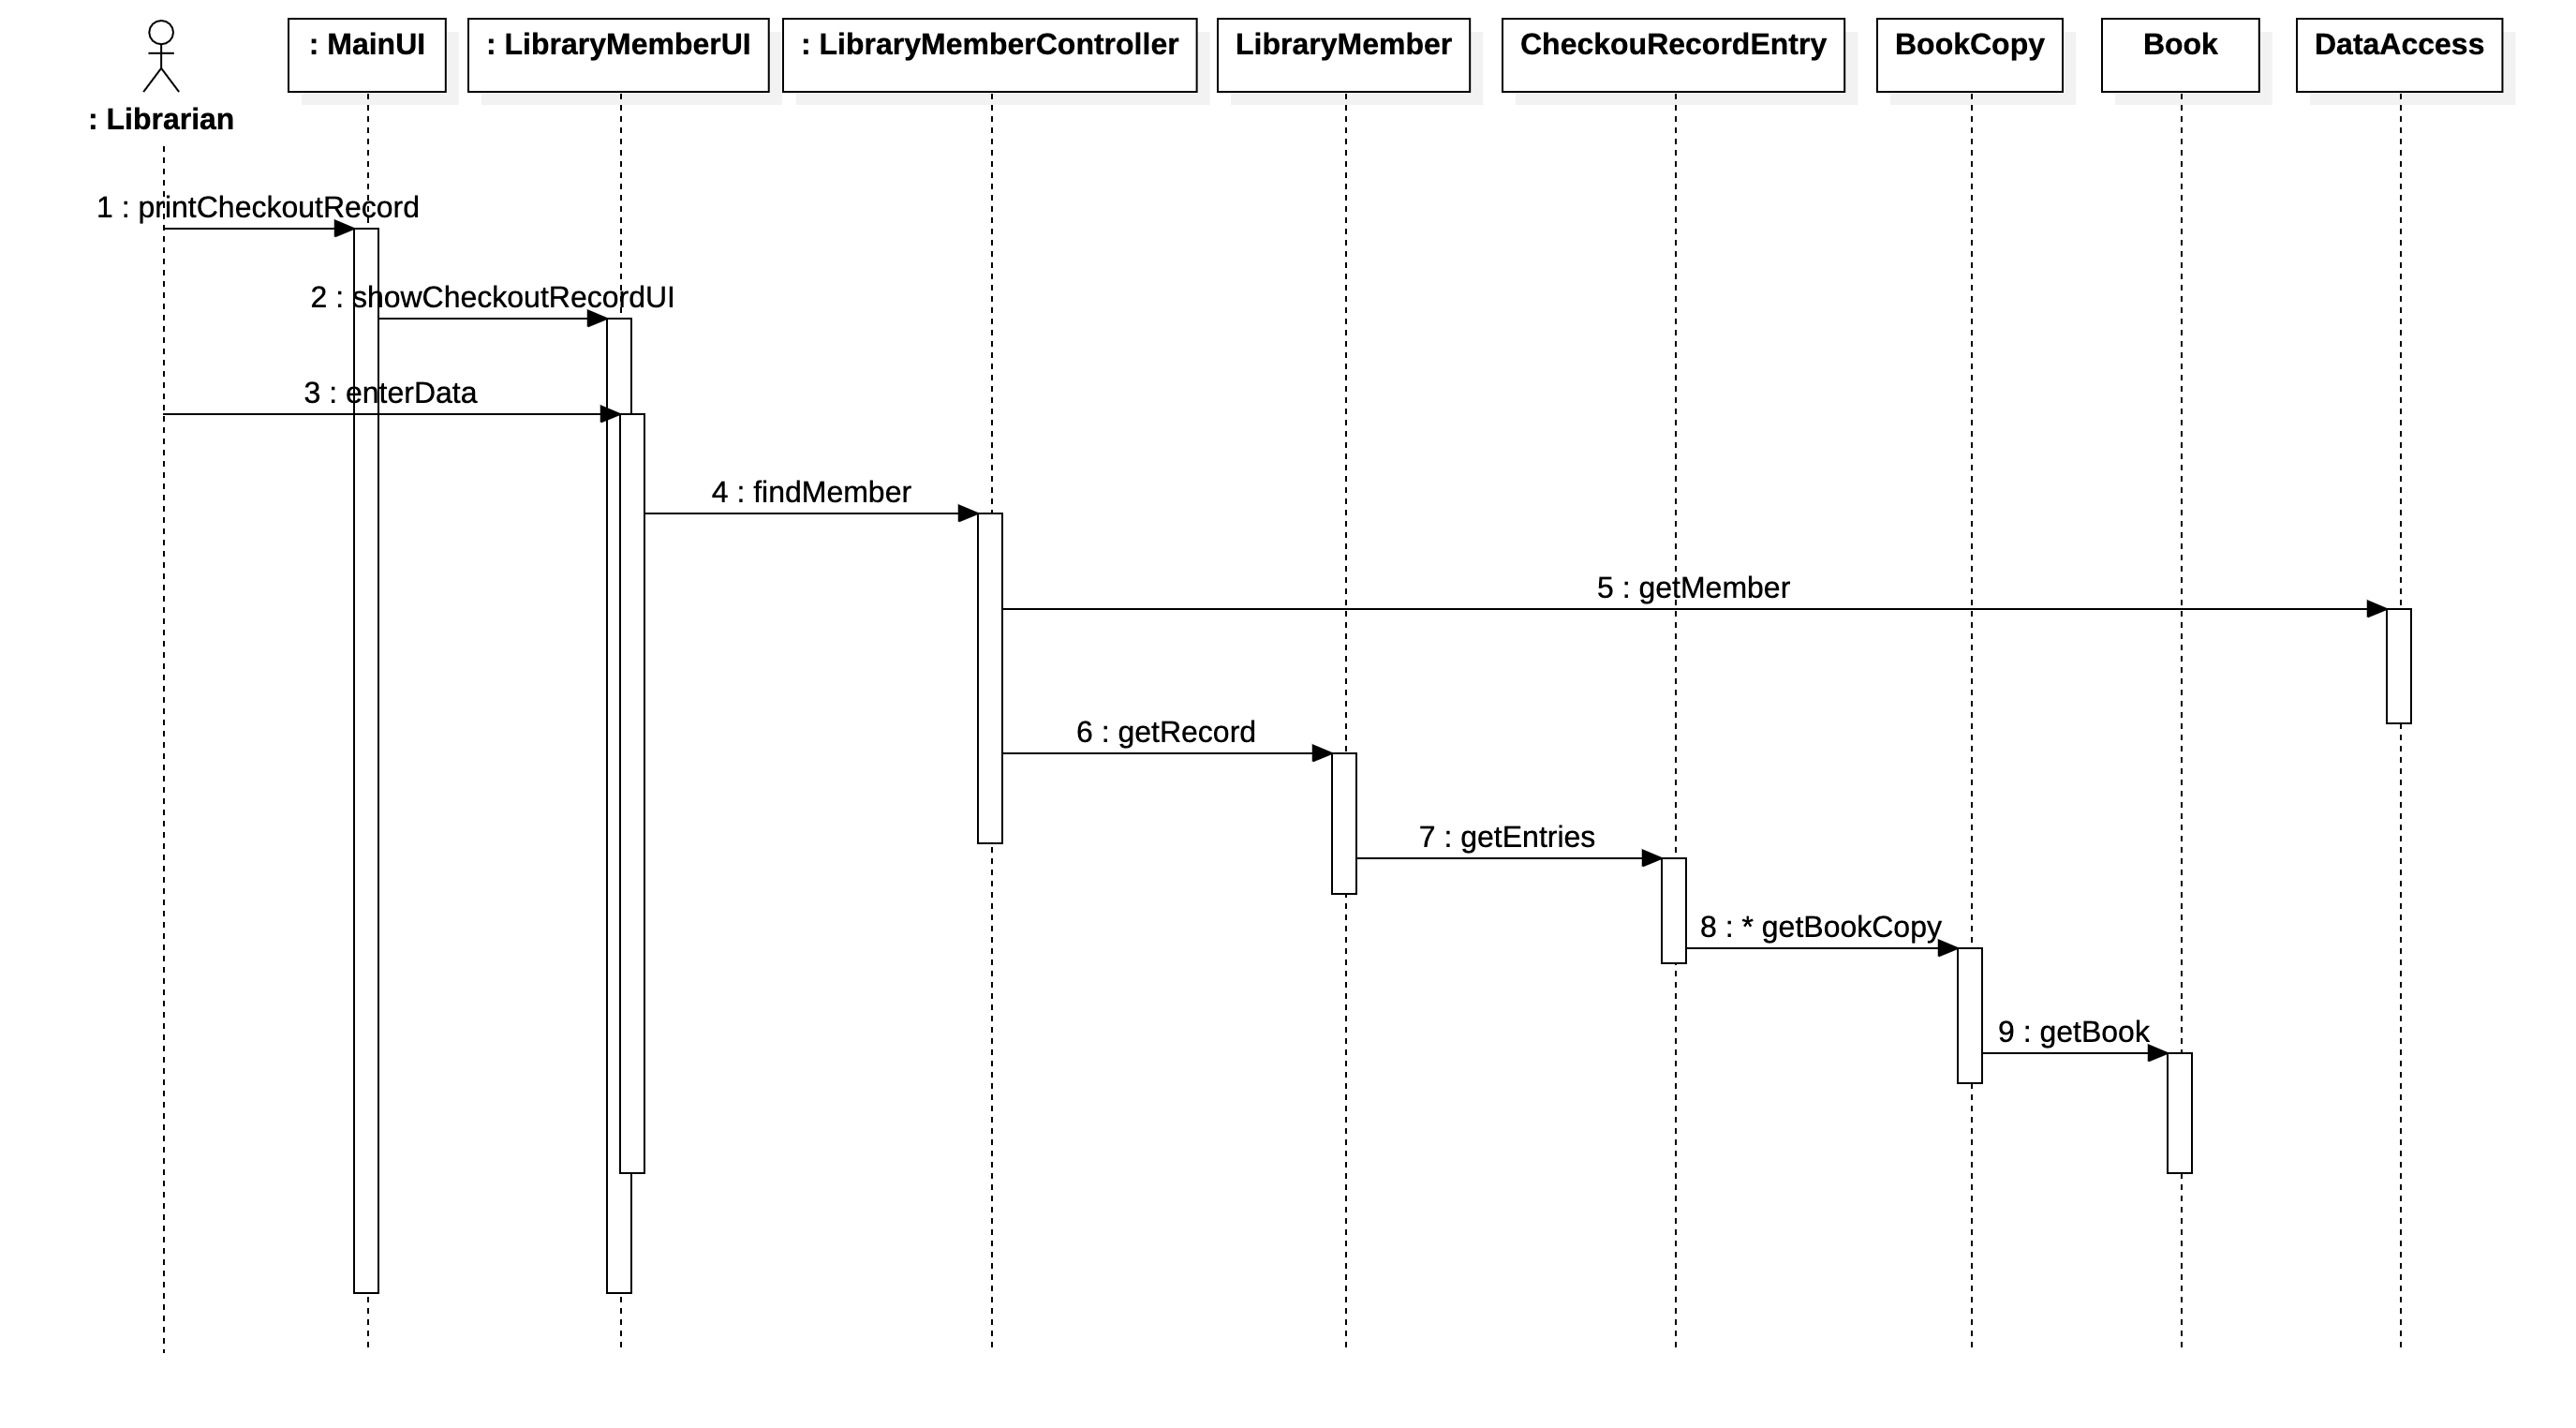 : MainUI
: LibraryMemberUI
: LibraryMemberController
LibraryMember
CheckouRecordEntry
BookCopy
Book
DataAccess
: Librarian
1 : printCheckoutRecord
2 : showCheckoutRecordUI
3 : enterData
4 : findMember
5 : getMember
6 : getRecord
7 : getEntries
8 : * getBookCopy
9 : getBook